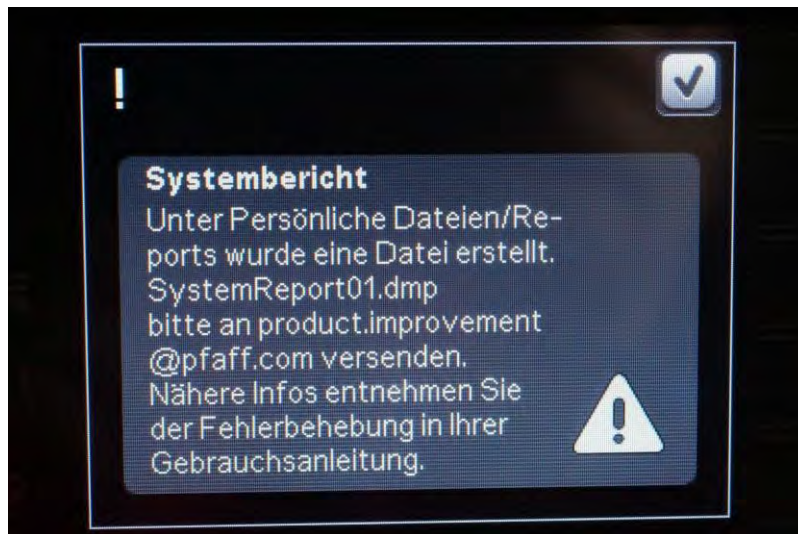 !
Systembericht
Unter Persönliche Dateien/Re-
ports wurde eine Datei erstellt.
SystemReport01.dmp
bitte an product.improvement
@pfaff.com versenden.
Nähere Infos entnehmen Sie
der Fehlerbehebung in Ihrer
Gebrauchsanleitung.